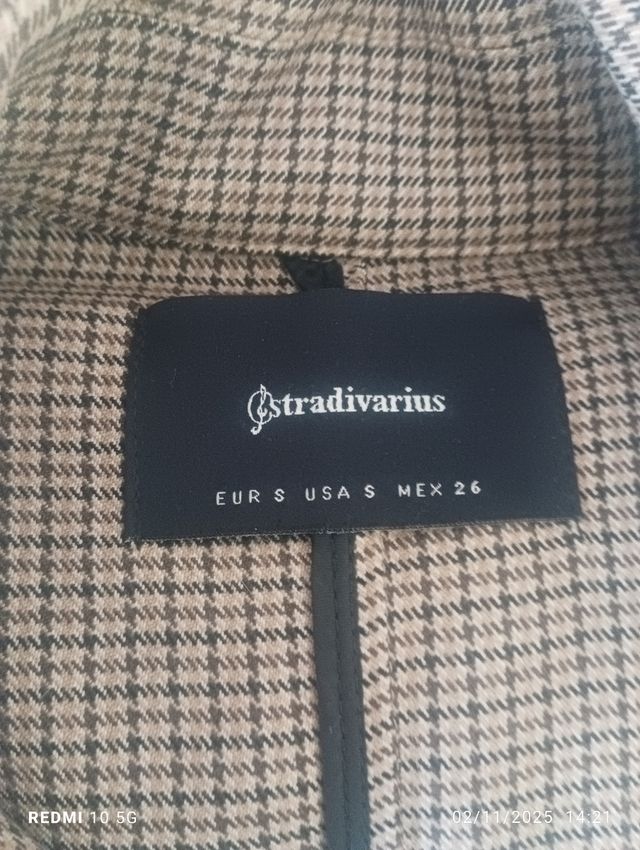 stradivarius
EUR S USA S MEX 26
REDMI 10 5G
02/11/2025 14:21